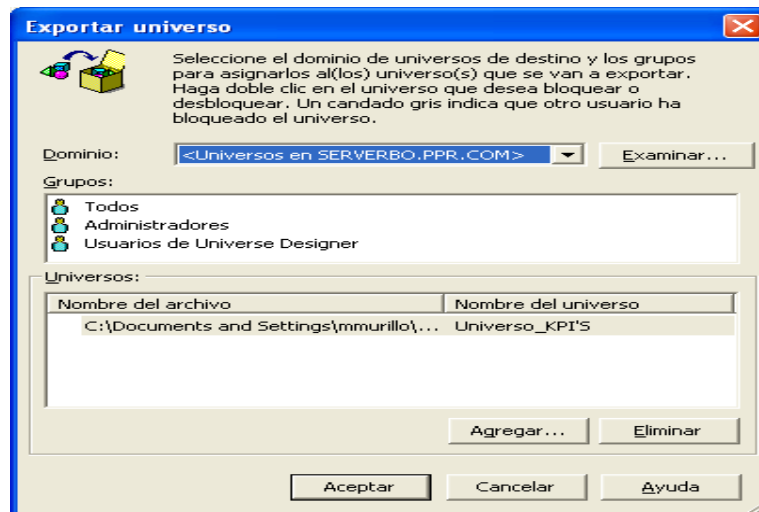 Exportar universo
Seleccione el dominio de universos de destino y los grupos
para asignarlos al(los) universo(s) que se van a exportar.
Haga doble clic en el universo que desea bloquear o
desbloquear. Un candado gris indica que otro usuario ha
bloqueado el universo.
Dominio:
<Universos en SERVERBO.PPR.COM>
Examinar...
Grupos:
Todos
Administradores
Usuarios de Universe Designer
Universos:
Nombre del archivo
Nombre del universo
C:\Documents and Settings\mmurillo\...
Universo_KPI'S
Agregar...
Eliminar
Aceptar
Cancelar
Ayuda